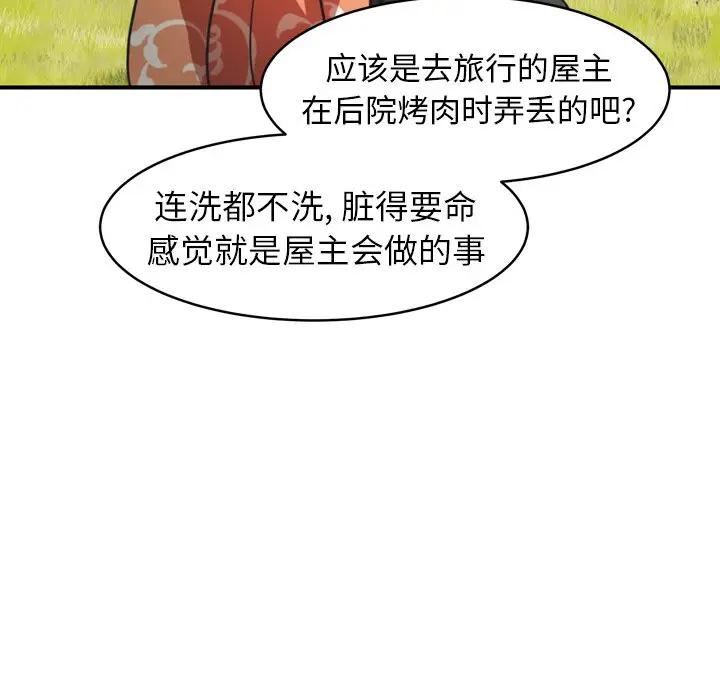 应该是去旅行的屋主
在后院烤肉时弄丢的吧?
连洗都不洗, 脏得要命
感觉就是屋主会做的事